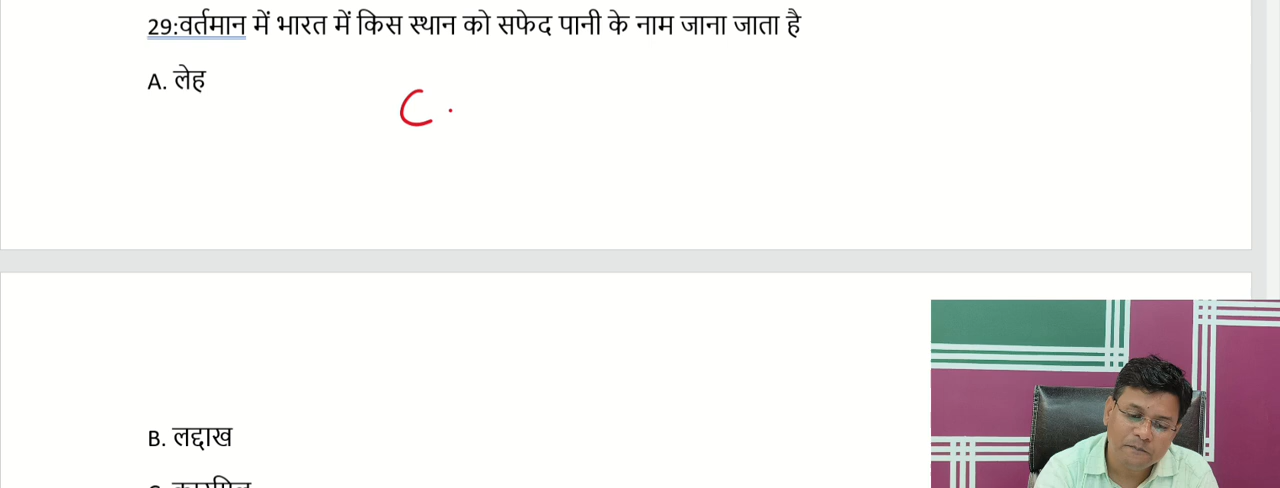 29:वर्तमान में भारत में किस स्थान को सफेद पानी के नाम जाना जाता है
A. लेह
C .
B. लद्दाख